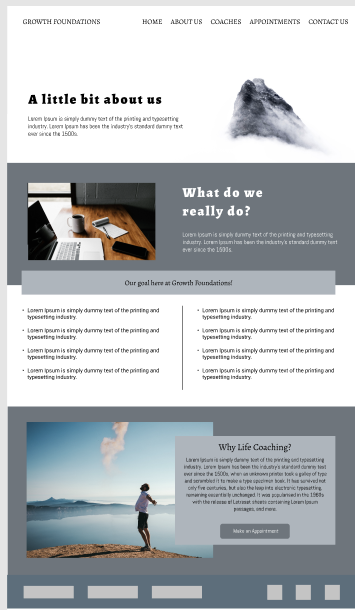 GROWTH FOUNDATIONS HOME ABOUT US COACHES APPOINTMENTS CONTACT US
A little bit about us
Lorem Ipsum is simply dummy text of the printing and typesetting
industry. Lorem Ipsum has been the industry's standard dummy text
ever since the 1500s.
What do we
really do?
Lorem Ipsum is simply dummy text of the printing and typesetting
industry. Lorem Ipsum has been the industry's standard dummy text
ever since the 1500s.
Our goal here at Growth Foundations!
• Lorem Ipsum is simply dummy text of the printing and
typesetting industry.
• Lorem Ipsum is simply dummy text of the printing and
typesetting industry.
• Lorem Ipsum is simply dummy text of the printing and
typesetting industry.
• Lorem Ipsum is simply dummy text of the printing and
typesetting industry.
• Lorem Ipsum is simply dummy text of the printing and
typesetting industry.
• Lorem Ipsum is simply dummy text of the printing and
typesetting industry.
• Lorem Ipsum is simply dummy text of the printing and
typesetting industry.
• Lorem Ipsum is simply dummy text of the printing and
typesetting industry.
Why Life Coaching?
Lorem Ipsum is simply dummy text of the printing and typesetting
industry. Lorem Ipsum has been the industry's standard dummy text
ever since the 1500s, when an unknown printer took a galley of type
and scrambled it to make a type specimen book. It has survived not
only five centuries, but also the leap into electronic typesetting,
remaining essentially unchanged. It was popularised in the 1960s
with the release of Letraset sheets containing Lorem Ipsum
passages, and more.
Make an Appointment